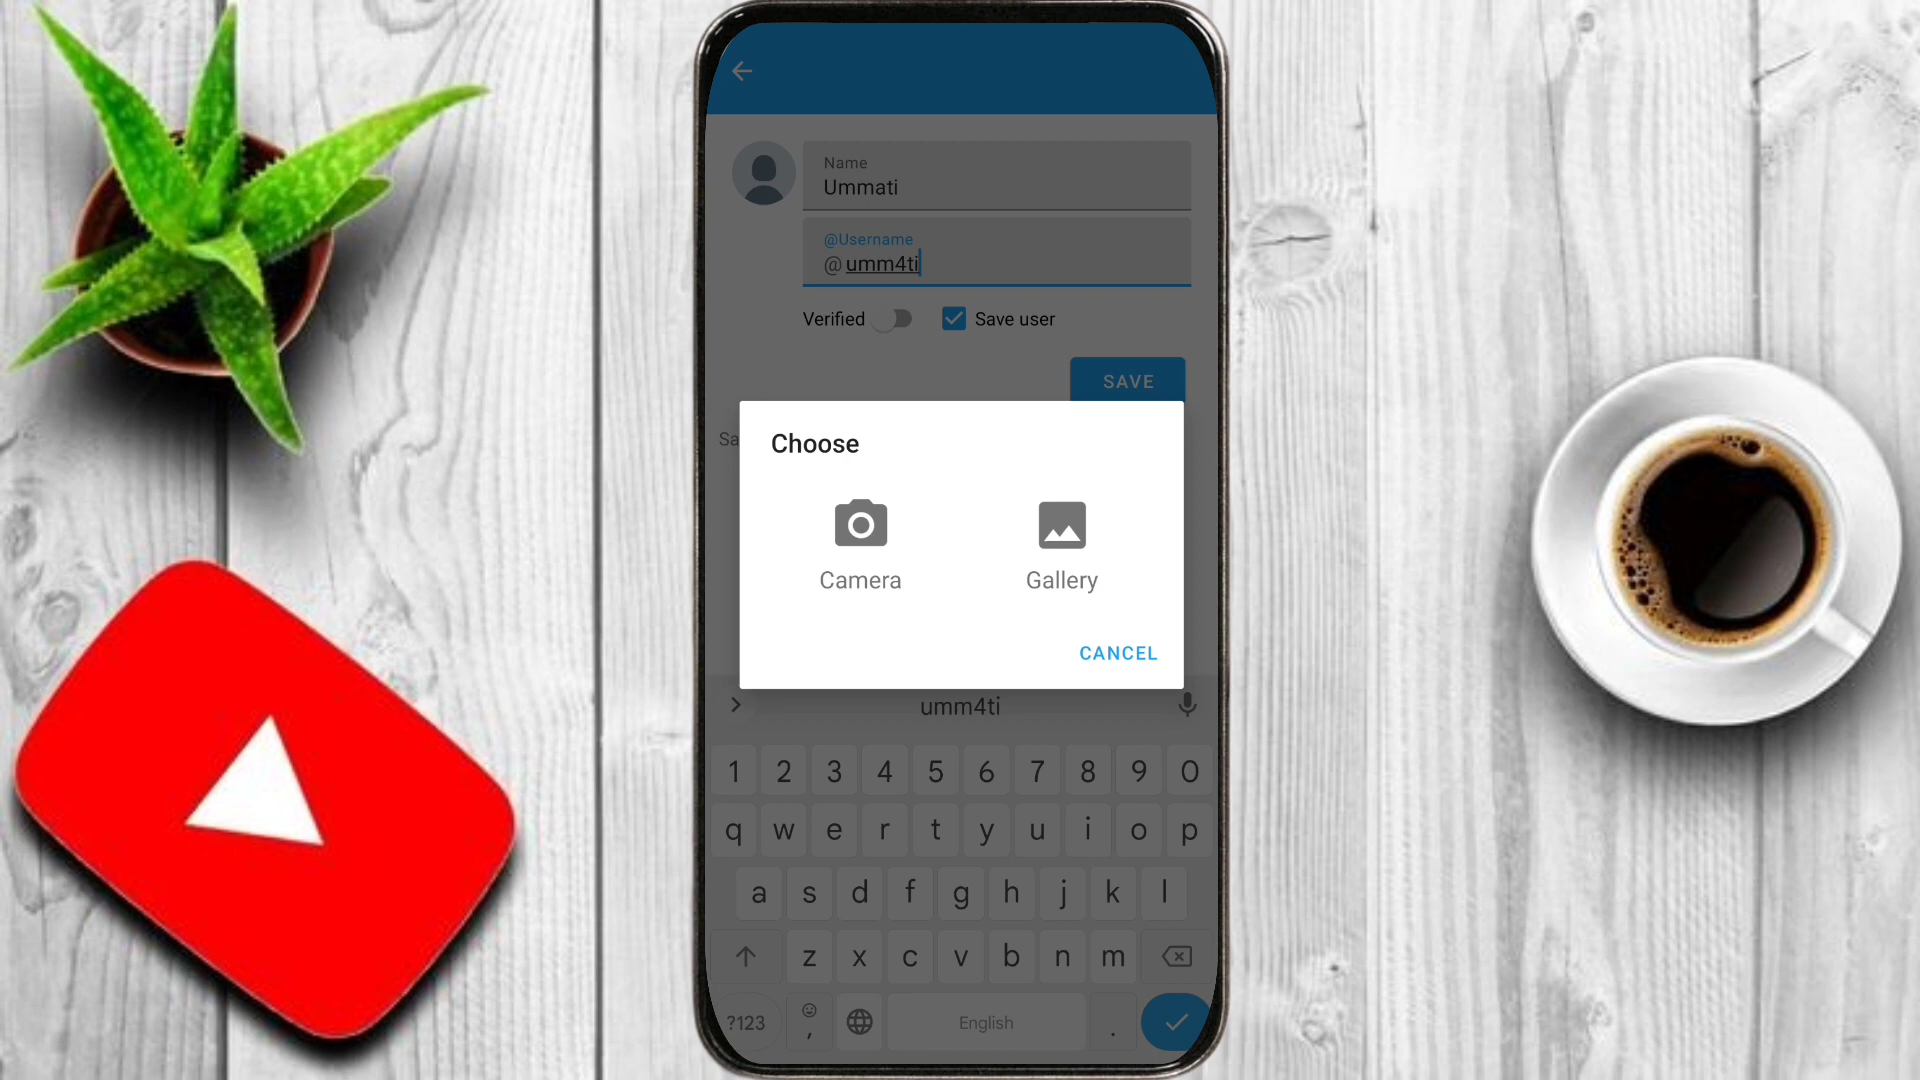 Name
Ummati
@Username
@umm4ti
Verified
Save user
SAVE
Sa
Choose
Camera
Gallery
CANCEL
umm4ti
1 2 3 4 5 6 7 8 9 0
q w e r t y u i o p
a s d f g h j k l
z x c v b n m
?123 , English .